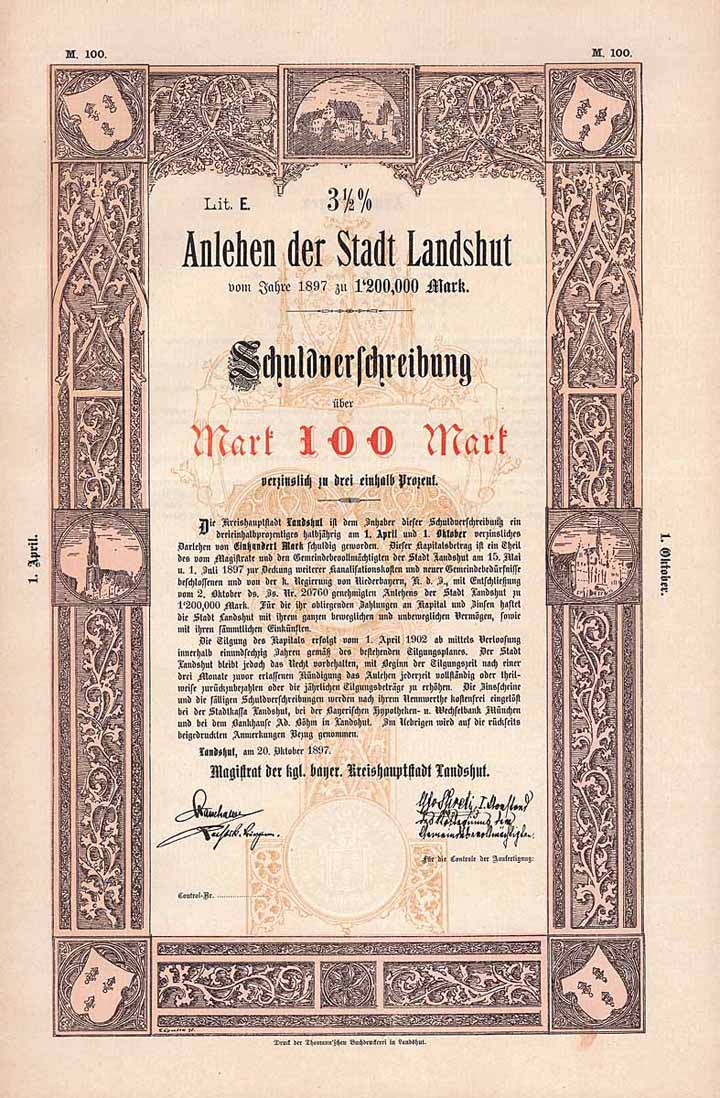 M. 100.
M. 100.
Lit. E.
3½%
Anlehen der Stadt Landshut
vom Jahre 1897 zu 1'200,000 Mark.
Schuldverschreibung
über
Mark 100 Mark
verzinslich zu drei einhalb Prozent.
Die Kreishauptstadt Landshut ist dem Inhaber dieser Schuldverschreibung ein
dreieinhalbprozentiges halbjährig am 1. April und 1. Oktober verzinsliches
Darlehen von Einhundert Mark schuldig geworden. Dieser Kapitalsbetrag ist ein Theil
des vom Magistrate und den Gemeindebevollmächtigten der Stadt Landshut am 15. Mai
u. 1. Juli 1897 zur Deckung weiterer Kanalisationskosten und neuer Gemeindebedürfnisse
beschlossenen und von der k. Regierung von Niederbayern, K. d. J., mit Entschließung
vom 2. Oktober ds. Js. Nr. 20760 genehmigten Anlehens der Stadt Landshut zu
1'200,000 Mark. Für die ihr obliegenden Zahlungen an Kapital und Zinsen haftet
die Stadt Landshut mit ihrem ganzen beweglichen und unbeweglichen Vermögen, sowie
mit ihren sämmtlichen Einkünften.
Die Tilgung des Kapitals erfolgt vom 1. April 1902 ab mittels Verloosung
innerhalb einundsechzig Jahren gemäß des bestehenden Tilgungsplanes. Der Stadt
Landshut bleibt jedoch das Recht vorbehalten, mit Beginn der Tilgungszeit nach einer
drei Monate zuvor erlassenen Kündigung das Anlehen jederzeit vollständig oder theil-
weise zurückzubezahlen oder die jährlichen Tilgungsbeträge zu erhöhen. Die Zinsscheine
und die fälligen Schuldverschreibungen werden nach ihrem Nennwerthe kostenfrei eingelöst
bei der Stadtkassa Landshut, bei der Bayerischen Hypotheken- u. Wechselbank München
und bei dem Bankhause Ad. Böhm in Landshut. Im Uebrigen wird auf die rückseits
beigedruckten Anmerkungen Bezug genommen.
Landshut, am 20. Oktober 1897.
Magistrat der kgl. bayer. Kreishauptstadt Landshut.
I. Vorstand
des Kollegiums der
Gemeindebevollmächtigten.
Für die Controle der Ausfertigung:
Control-Nr.
1. April.
1. Oktober.
Druck der Thomann'schen Buchdruckerei in Landshut.